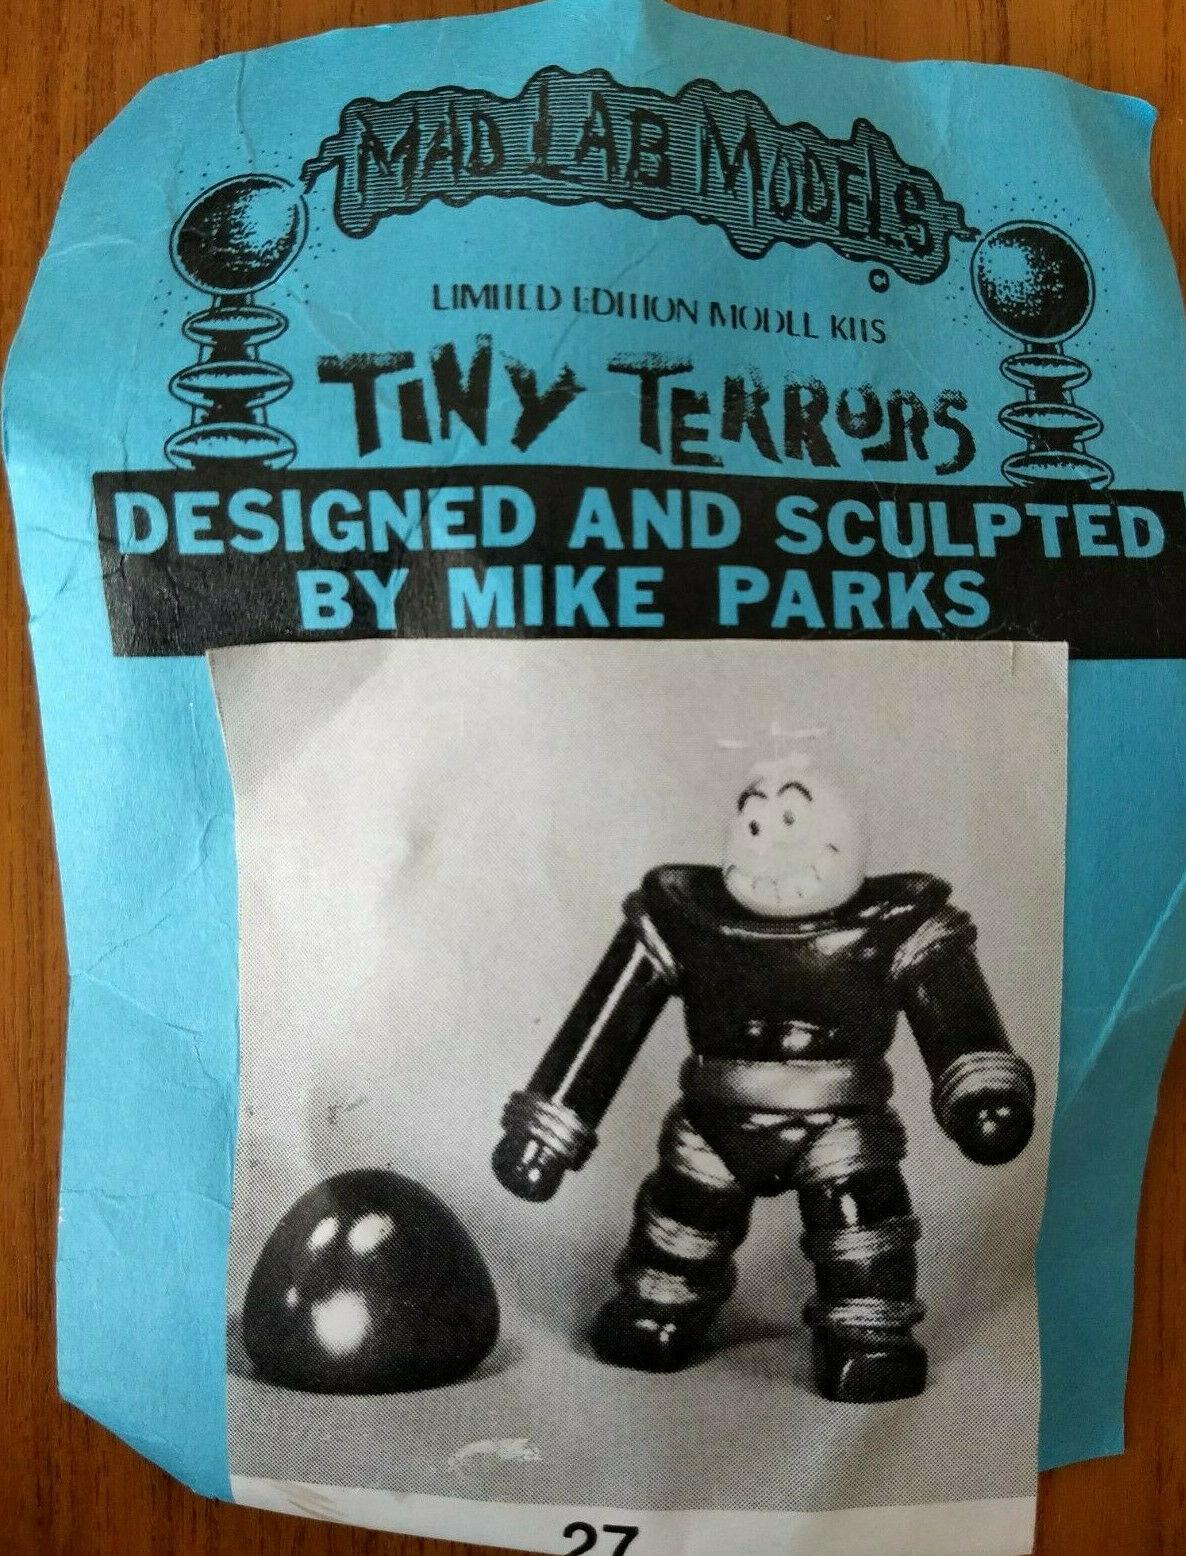 MAD LAB MODELS
LIMITED EDITION MODEL KITS
TINY TERRORS
DESIGNED AND SCULPTED
BY MIKE PARKS
27